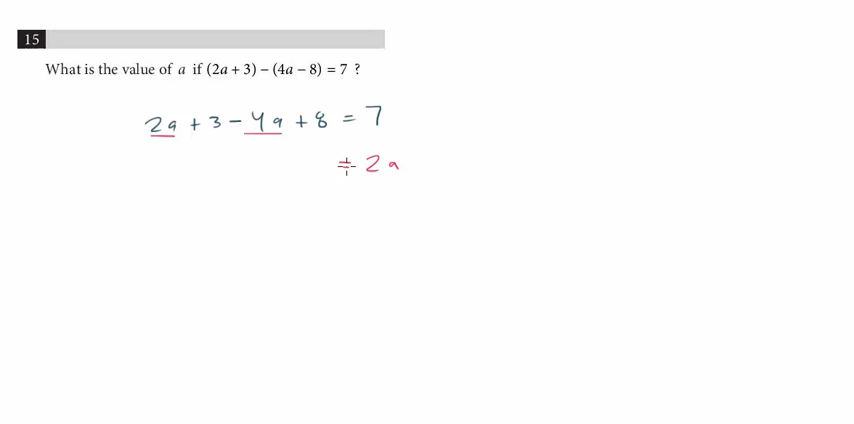 15
What is the value of a if (2a + 3) − (4a − 8) = 7 ?
2a + 3 − 4a + 8 = 7
2a